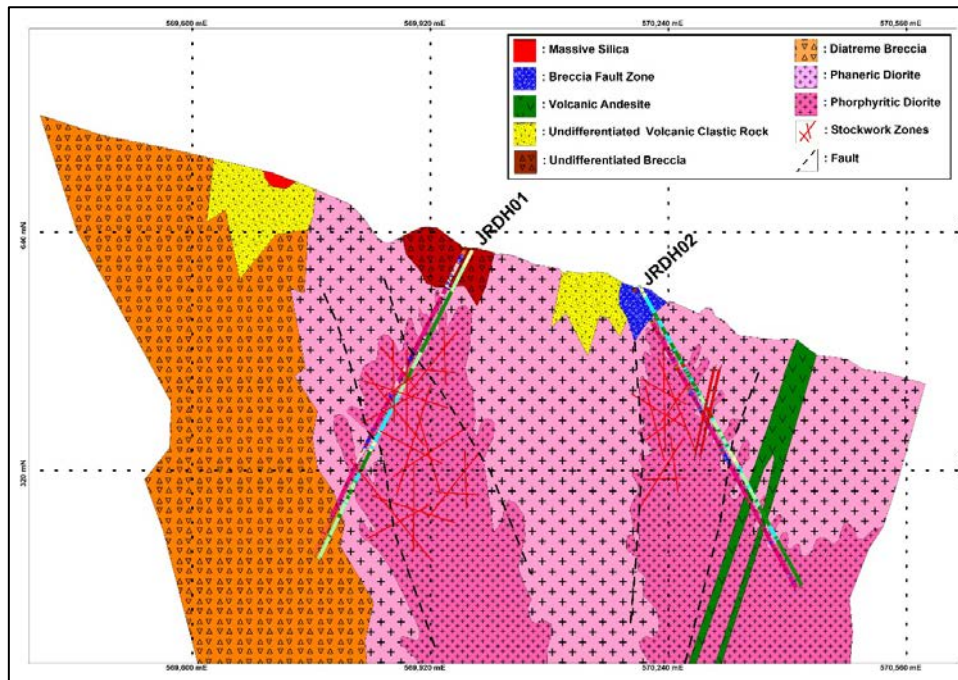 569,600 mE
569,920 mE
570,240 mE
570,560 mE
: Massive Silica
: Breccia Fault Zone
: Volcanic Andesite
: Undifferentiated Volcanic Clastic Rock
: Undifferentiated Breccia
: Diatreme Breccia
: Phaneric Diorite
: Phorphyritic Diorite
: Stockwork Zones
: Fault
JRDH01
JRDH02
640 mN
320 mN
569,600 mE
569,920 mE
570,240 mE
570,560 mE